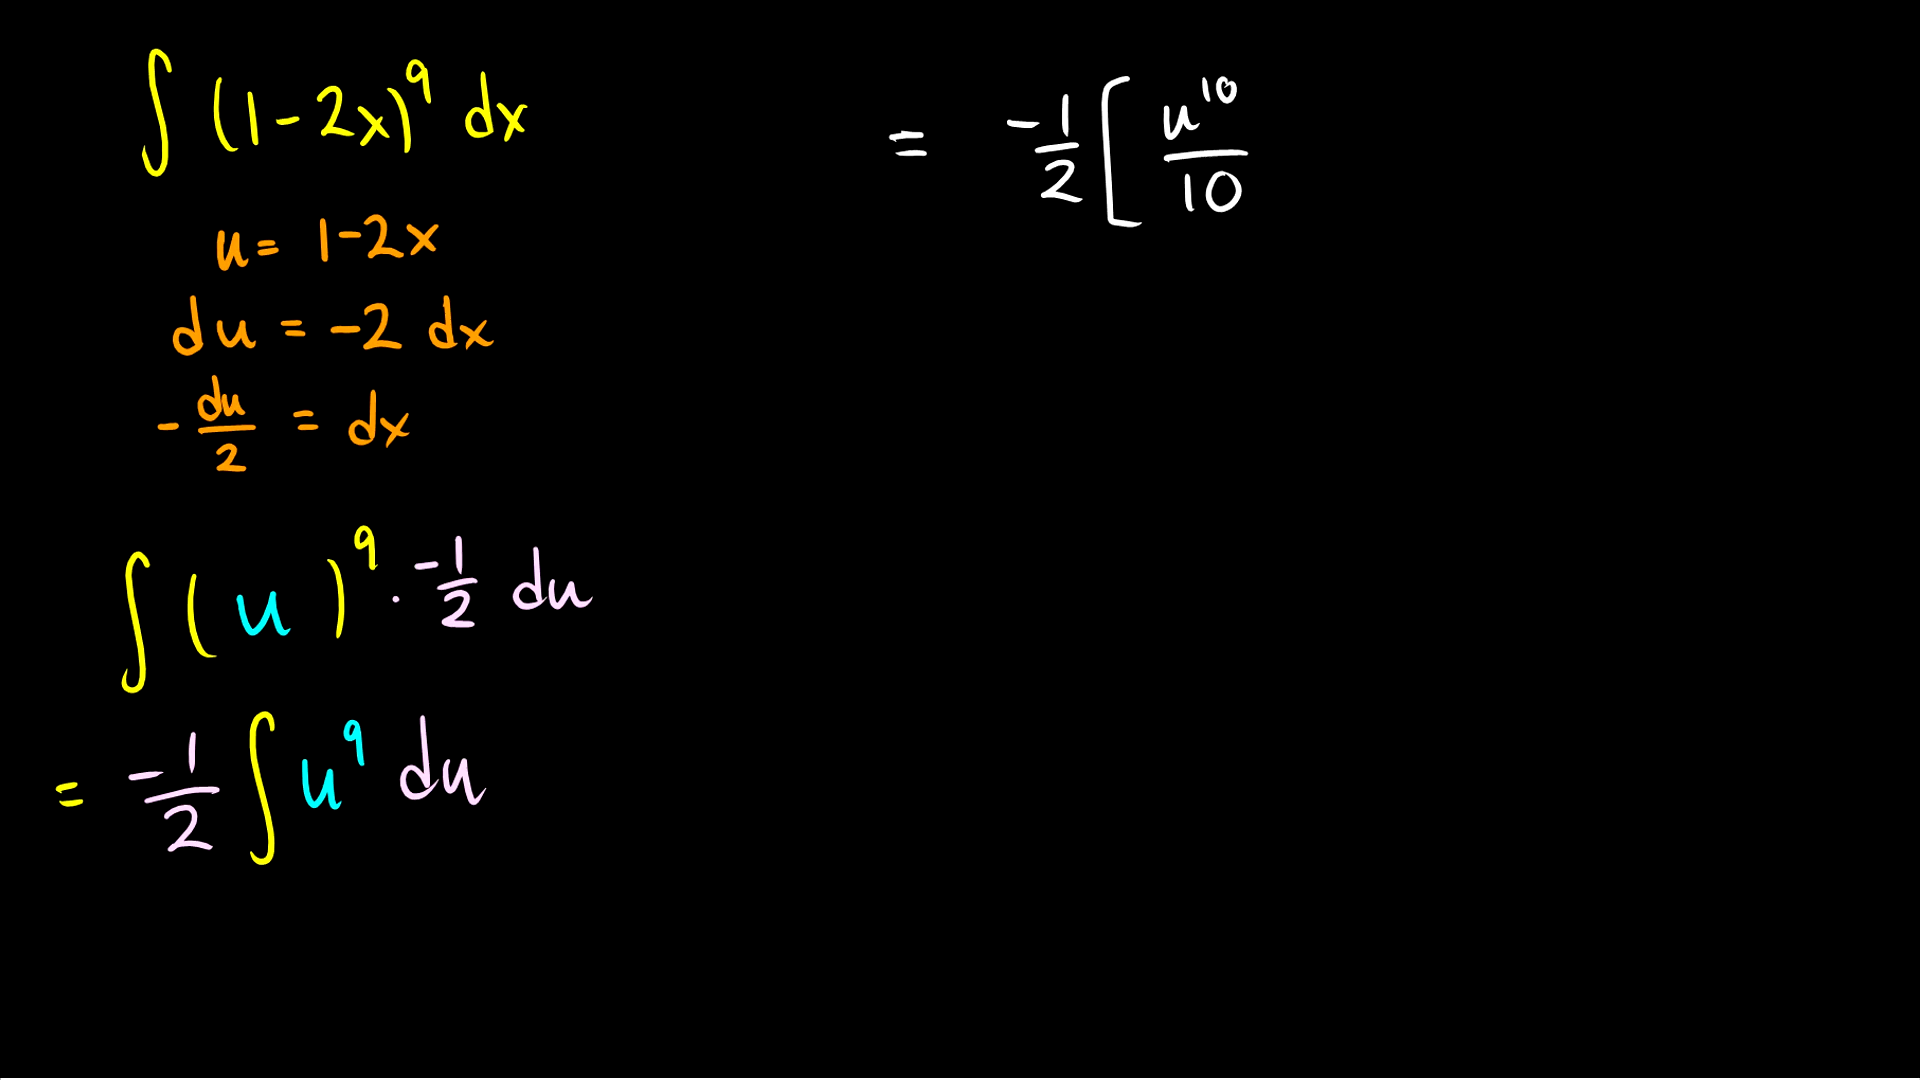 ∫ (1-2x)⁹ dx
u = 1-2x
du = -2 dx
- du/2 = dx
∫ (u)⁹ · -1/2 du
= -1/2 ∫ u⁹ du
= -1/2 [ u¹⁰/10